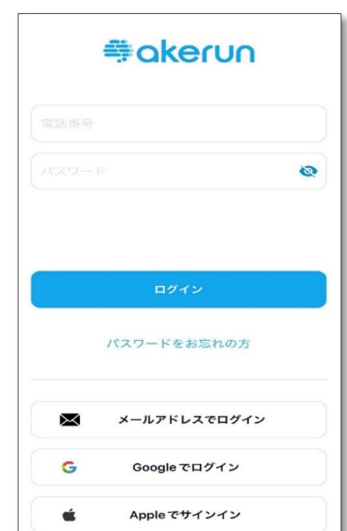 akerun
電話番号
パスワード
ログイン
パスワードをお忘れの方
メールアドレスでログイン
Googleでログイン
Appleでサインイン